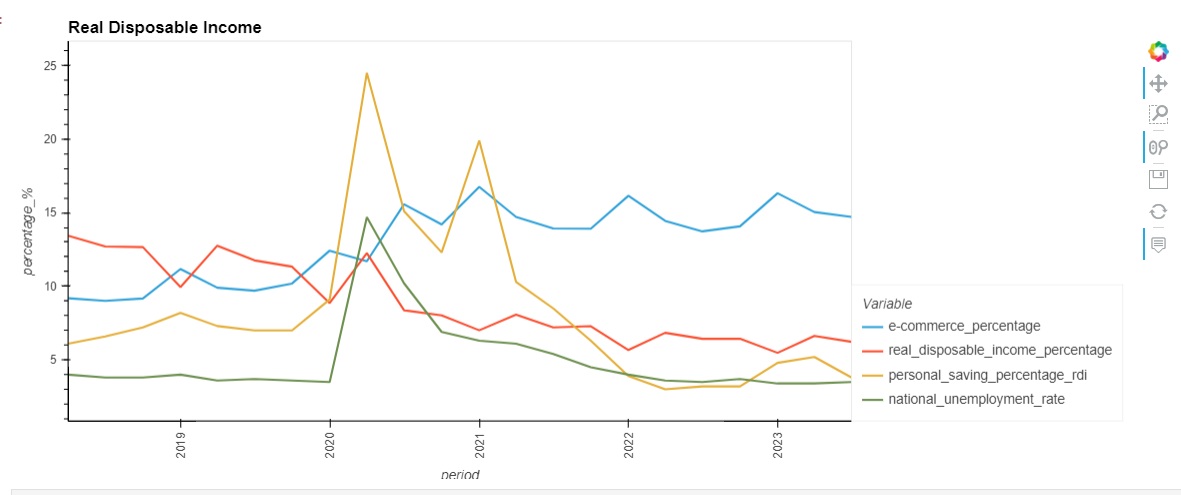 Real Disposable Income
25
20
15
10
5
percentage_%
2019
2020
2021
2022
2023
period
Variable
e-commerce_percentage
real_disposable_income_percentage
personal_saving_percentage_rdi
national_unemployment_rate